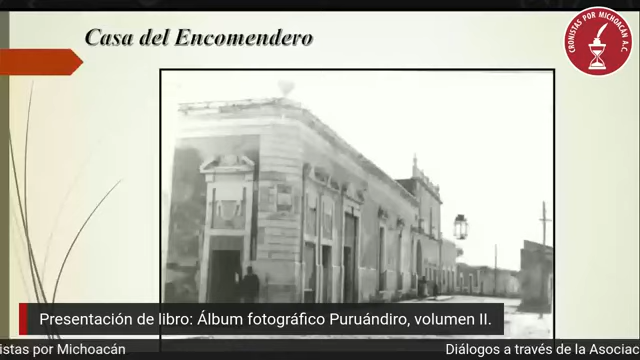 Casa del Encomendero
CRONISTAS POR MICHOACÁN A.C
Presentación de libro: Álbum fotográfico Puruándiro, volumen II.
istas por Michoacán
Diálogos a través de la Asociac